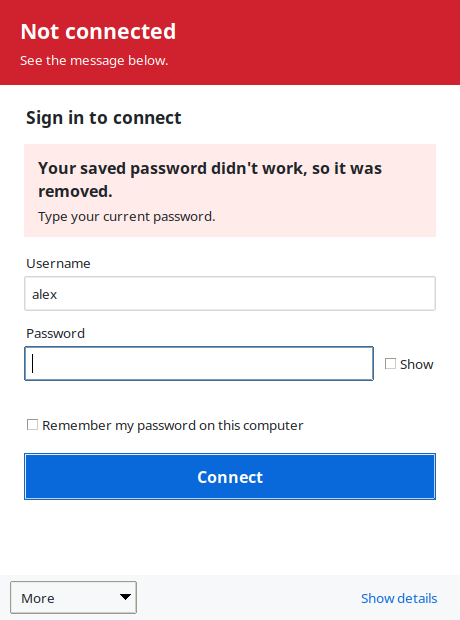 Not connected
See the message below.
Sign in to connect
Your saved password didn't work, so it was
removed.
Type your current password.
Username
alex
Password
Show
Remember my password on this computer
Connect
More
Show details